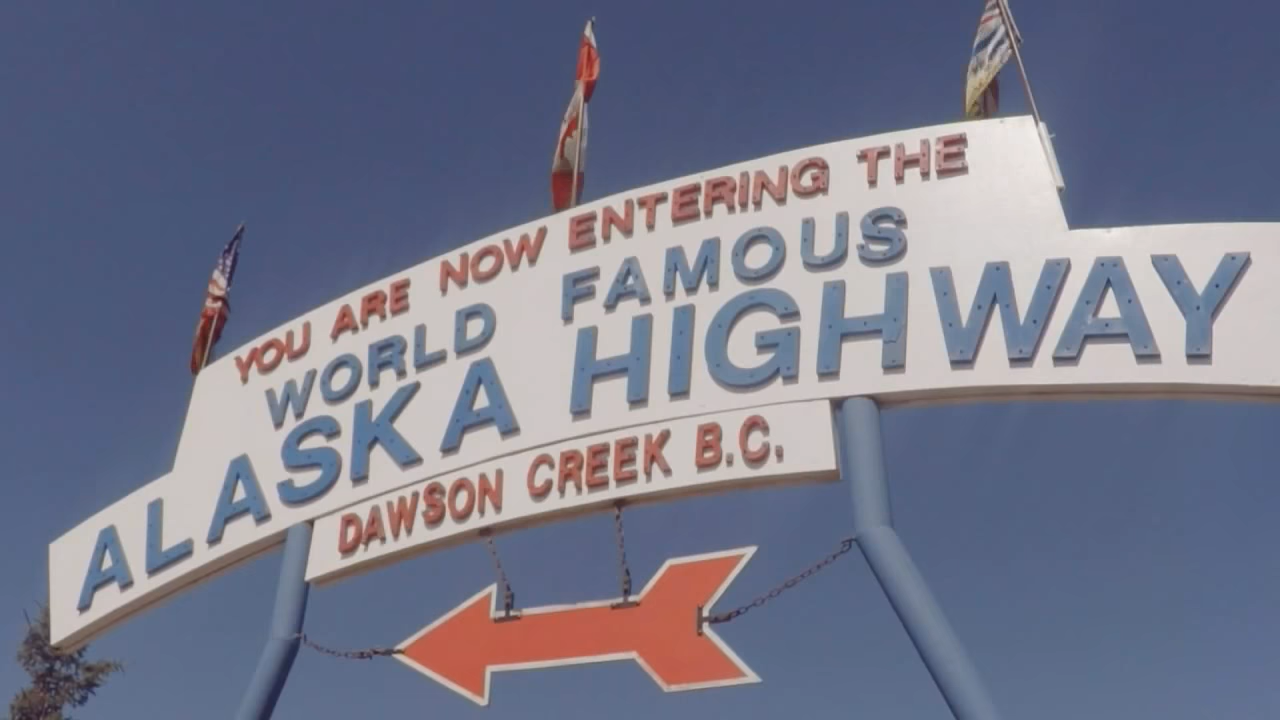 YOU ARE NOW ENTERING THE
WORLD FAMOUS
ALASKA HIGHWAY
DAWSON CREEK B.C.